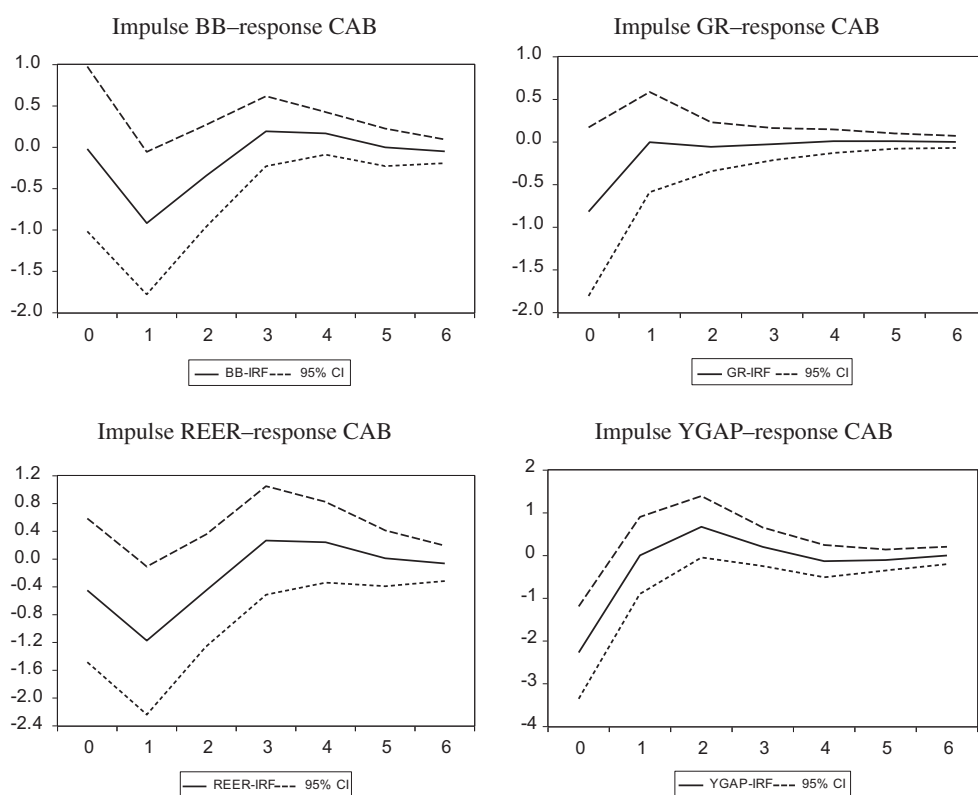 Impulse BB–response CAB
1.0
0.5
0.0
-0.5
-1.0
-1.5
-2.0
0 1 2 3 4 5 6
BB-IRF 95% CI
Impulse GR–response CAB
1.0
0.5
0.0
-0.5
-1.0
-1.5
-2.0
0 1 2 3 4 5 6
GR-IRF 95% CI
Impulse REER–response CAB
1.2
0.8
0.4
0.0
-0.4
-0.8
-1.2
-1.6
-2.0
-2.4
0 1 2 3 4 5 6
REER-IRF 95% CI
Impulse YGAP–response CAB
2
1
0
-1
-2
-3
-4
0 1 2 3 4 5 6
YGAP-IRF 95% CI